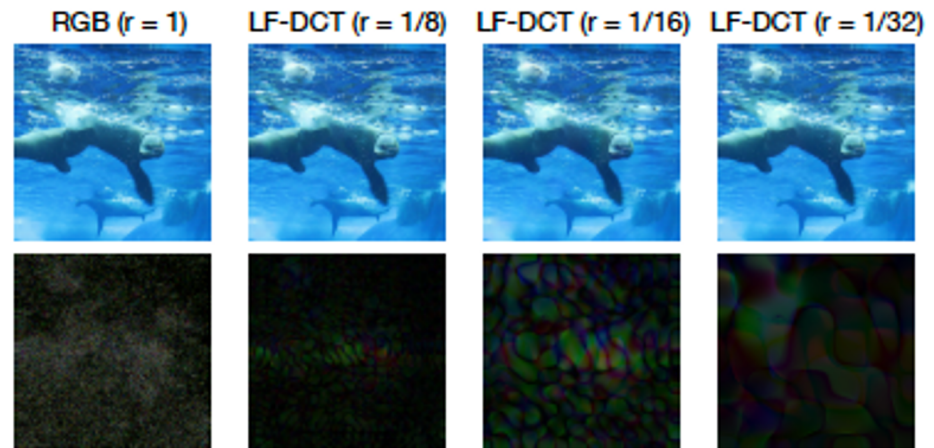 RGB (r = 1) LF-DCT (r = 1/8) LF-DCT (r = 1/16) LF-DCT (r = 1/32)